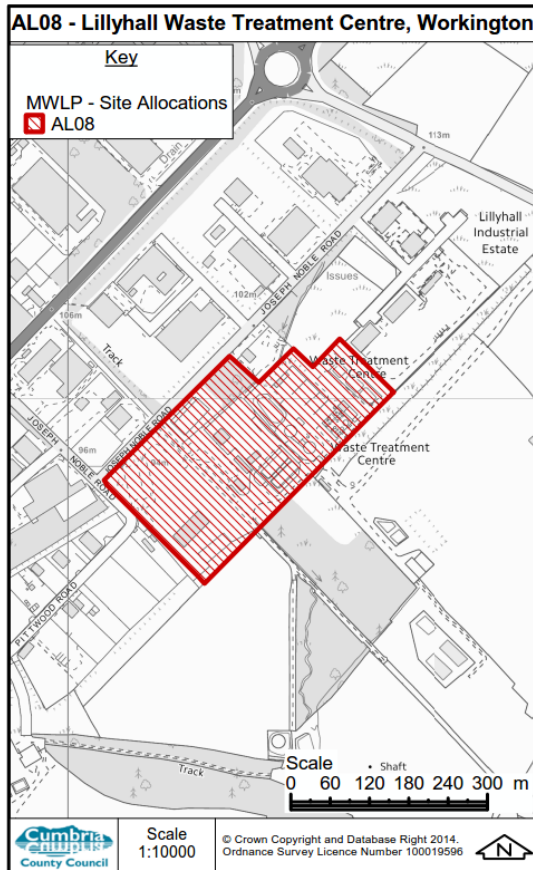 AL08 - Lillyhall Waste Treatment Centre, Workington
Key
MWLP - Site Allocations
AL08
113m
Drain
Lillyhall
Industrial
Estate
JOSEPH NOBLE ROAD
Issues
102m
106m
Track
Waste Treatment
Centre
JOSEPH NOBLE ROAD
JOSEPH
NOBLE ROAD
96m
94m
Waste Treatment
Centre
9
PITTWOOD ROAD
Track
Shaft
Scale
0 60 120 180 240 300 m
Cumbria
County Council
Scale
1:10000
© Crown Copyright and Database Right 2014.
Ordnance Survey Licence Number 100019596
N